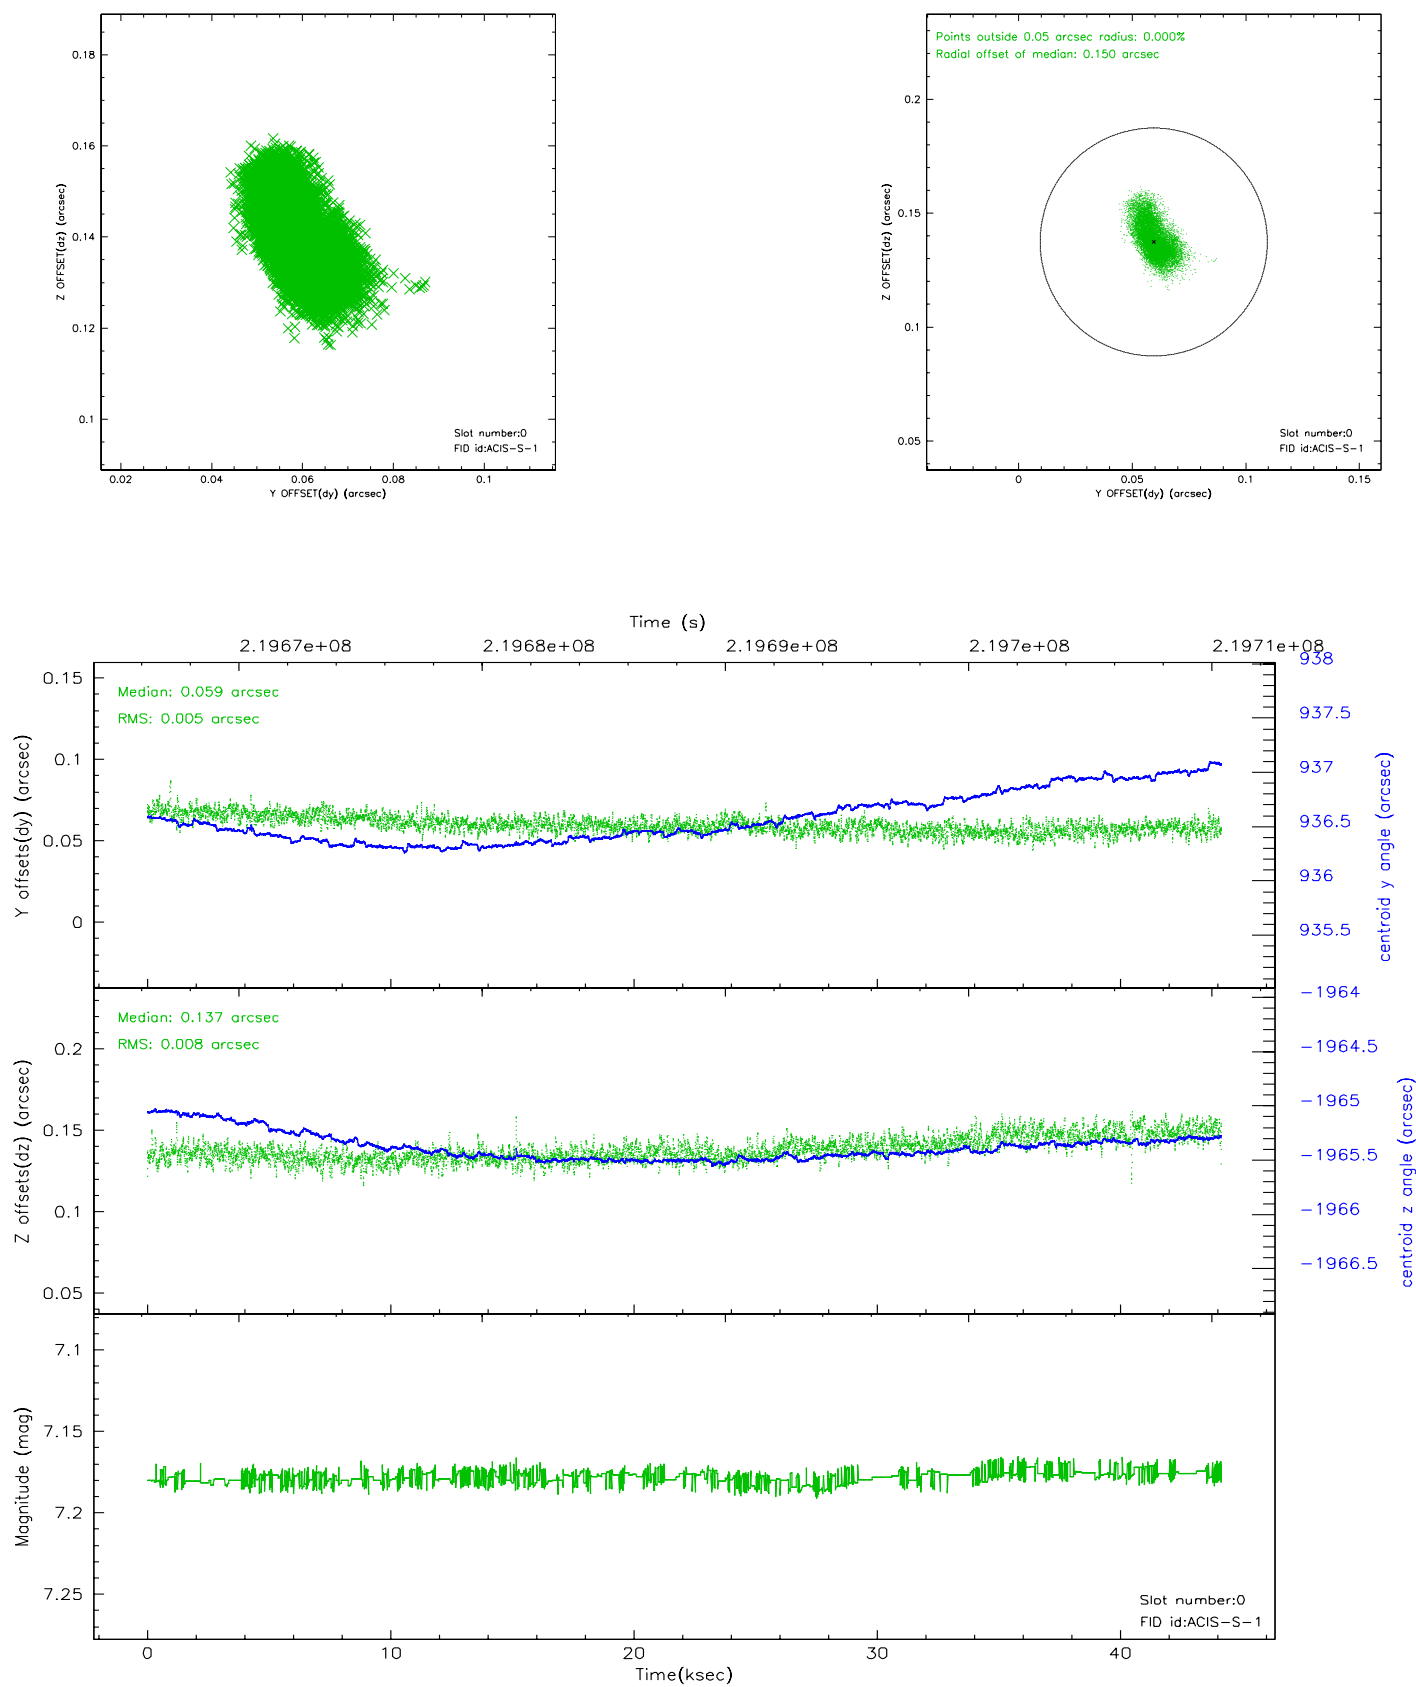 0.18
0.16
0.14
0.12
0.1
Z OFFSET(dz) (arcsec)
Slot number:0
FID id:ACIS-S-1
0.02 0.04 0.06 0.08 0.1
Y OFFSET(dy) (arcsec)
Points outside 0.05 arcsec radius: 0.000%
Radial offset of median: 0.150 arcsec
0.2
0.15
0.1
0.05
Z OFFSET(dz) (arcsec)
Slot number:0
FID id:ACIS-S-1
0 0.05 0.1 0.15
Y OFFSET(dy) (arcsec)
Time (s)
2.1967e+08 2.1968e+08 2.1969e+08 2.197e+08 2.1971e+08
Median: 0.059 arcsec
RMS: 0.005 arcsec
0.15
0.1
0.05
0
Y offsets(dy) (arcsec)
938
937.5
937
936.5
936
935.5
centroid y angle (arcsec)
Median: 0.137 arcsec
RMS: 0.008 arcsec
0.2
0.15
0.1
0.05
Z offsets(dz) (arcsec)
-1964
-1964.5
-1965
-1965.5
-1966
-1966.5
centroid z angle (arcsec)
7.1
7.15
7.2
7.25
Magnitude (mag)
Slot number:0
FID id:ACIS-S-1
0 10 20 30 40
Time(ksec)